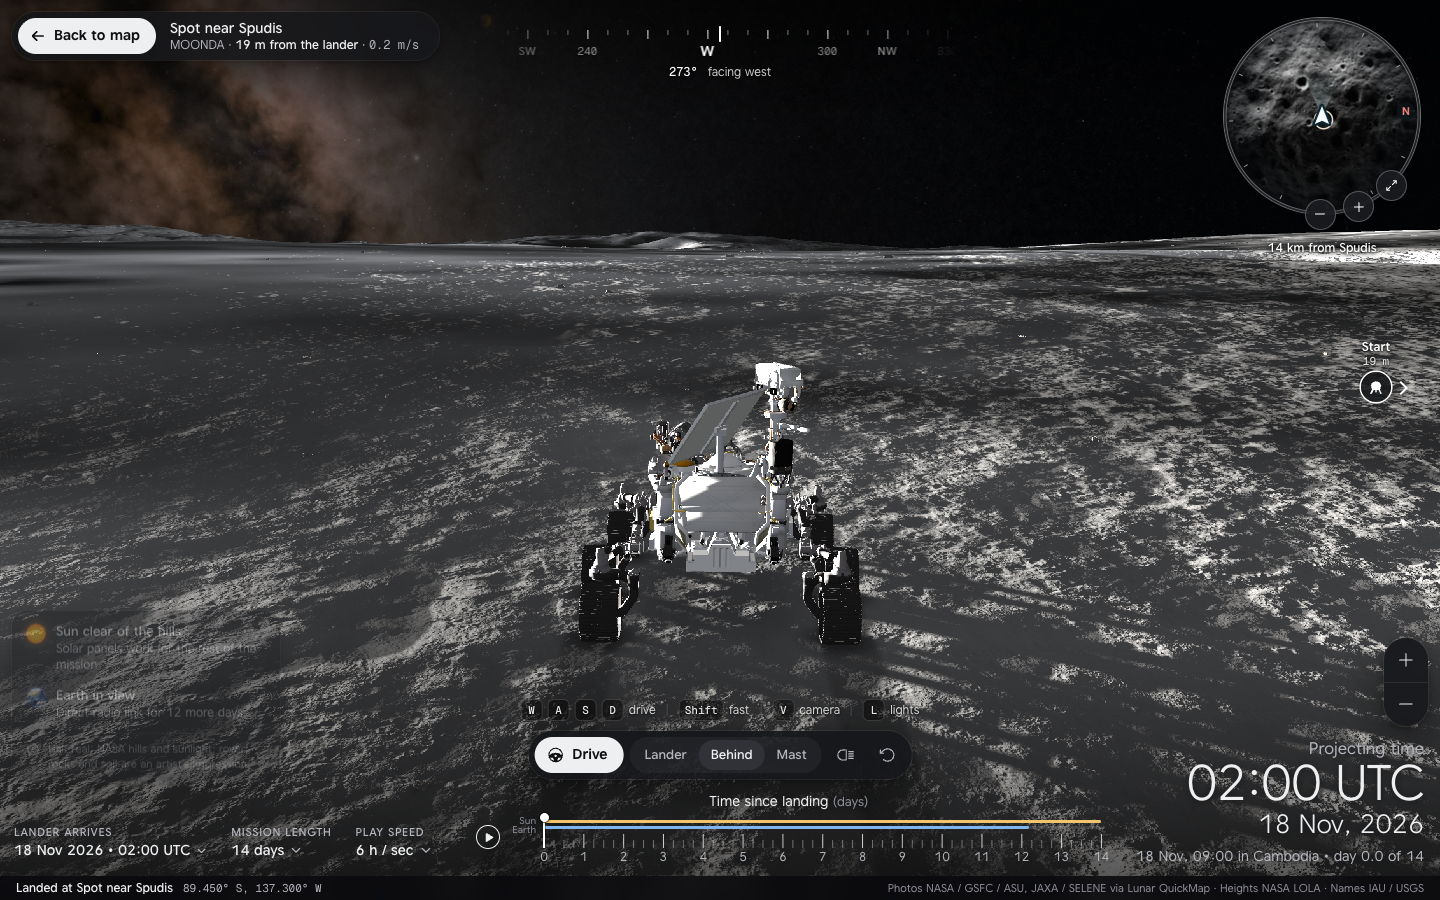 Back to map
Spot near Spudis
MOONDA · 19 m from the lander · 0.2 m/s
SW 240 W 300 NW
273° facing west
N
14 km from Spudis
Start
19 m
Sun clear of the hills
Solar panels work for the rest of the
mission
Earth in view
Direct radio link for 12 more days
W A S D drive Shift fast V camera L lights
Drive Lander Behind Mast
Projecting time
02:00 UTC
18 Nov, 2026
18 Nov, 09:00 in Cambodia • day 0.0 of 14
Time since landing (days)
Sun
Earth
0 1 2 3 4 5 6 7 8 9 10 11 12 13 14
LANDER ARRIVES
18 Nov 2026 • 02:00 UTC
MISSION LENGTH
14 days
PLAY SPEED
6 h / sec
Landed at Spot near Spudis 89.450° S, 137.300° W
Photos NASA / GSFC / ASU, JAXA / SELENE via Lunar QuickMap · Heights NASA LOLA · Names IAU / USGS